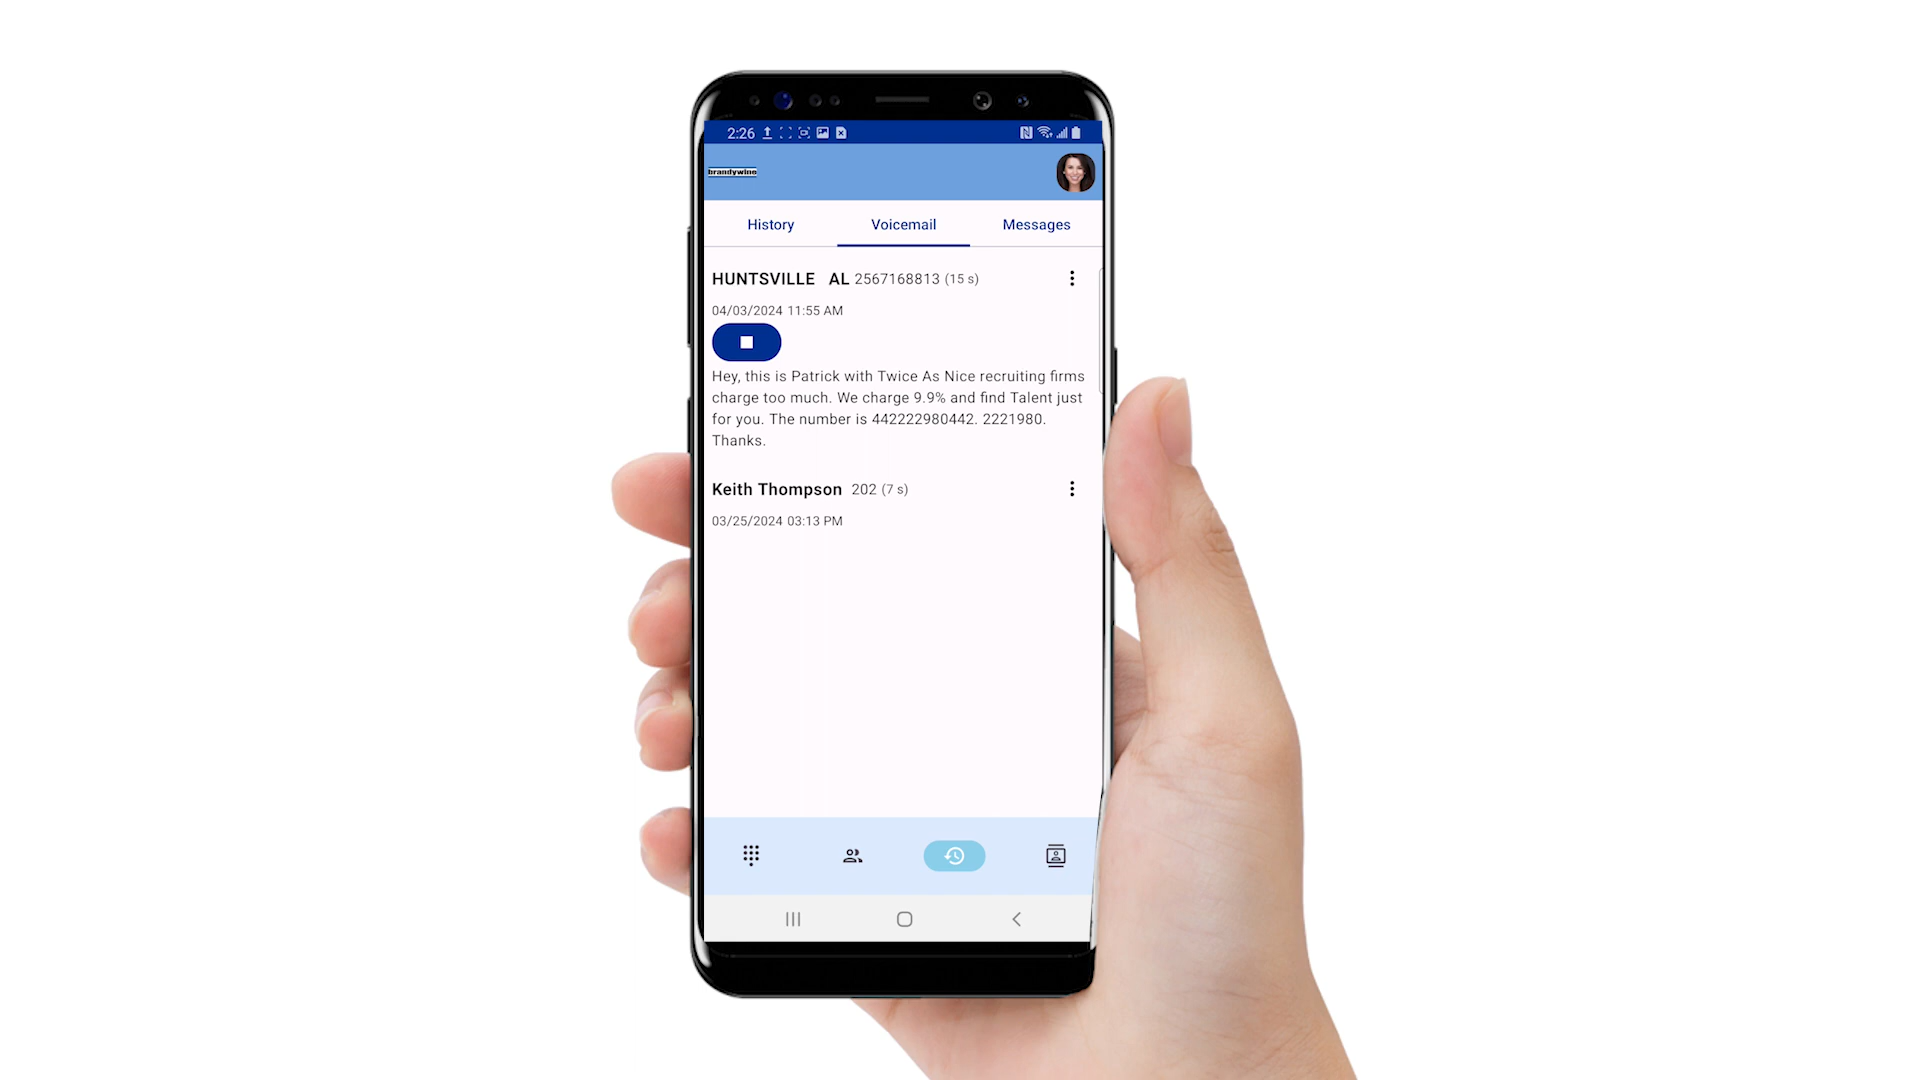 2:26
brandywine
History Voicemail Messages
HUNTSVILLE AL 2567168813 (15 s)
04/03/2024 11:55 AM
Hey, this is Patrick with Twice As Nice recruiting firms
charge too much. We charge 9.9% and find Talent just
for you. The number is 442222980442. 2221980.
Thanks.
Keith Thompson 202 (7 s)
03/25/2024 03:13 PM